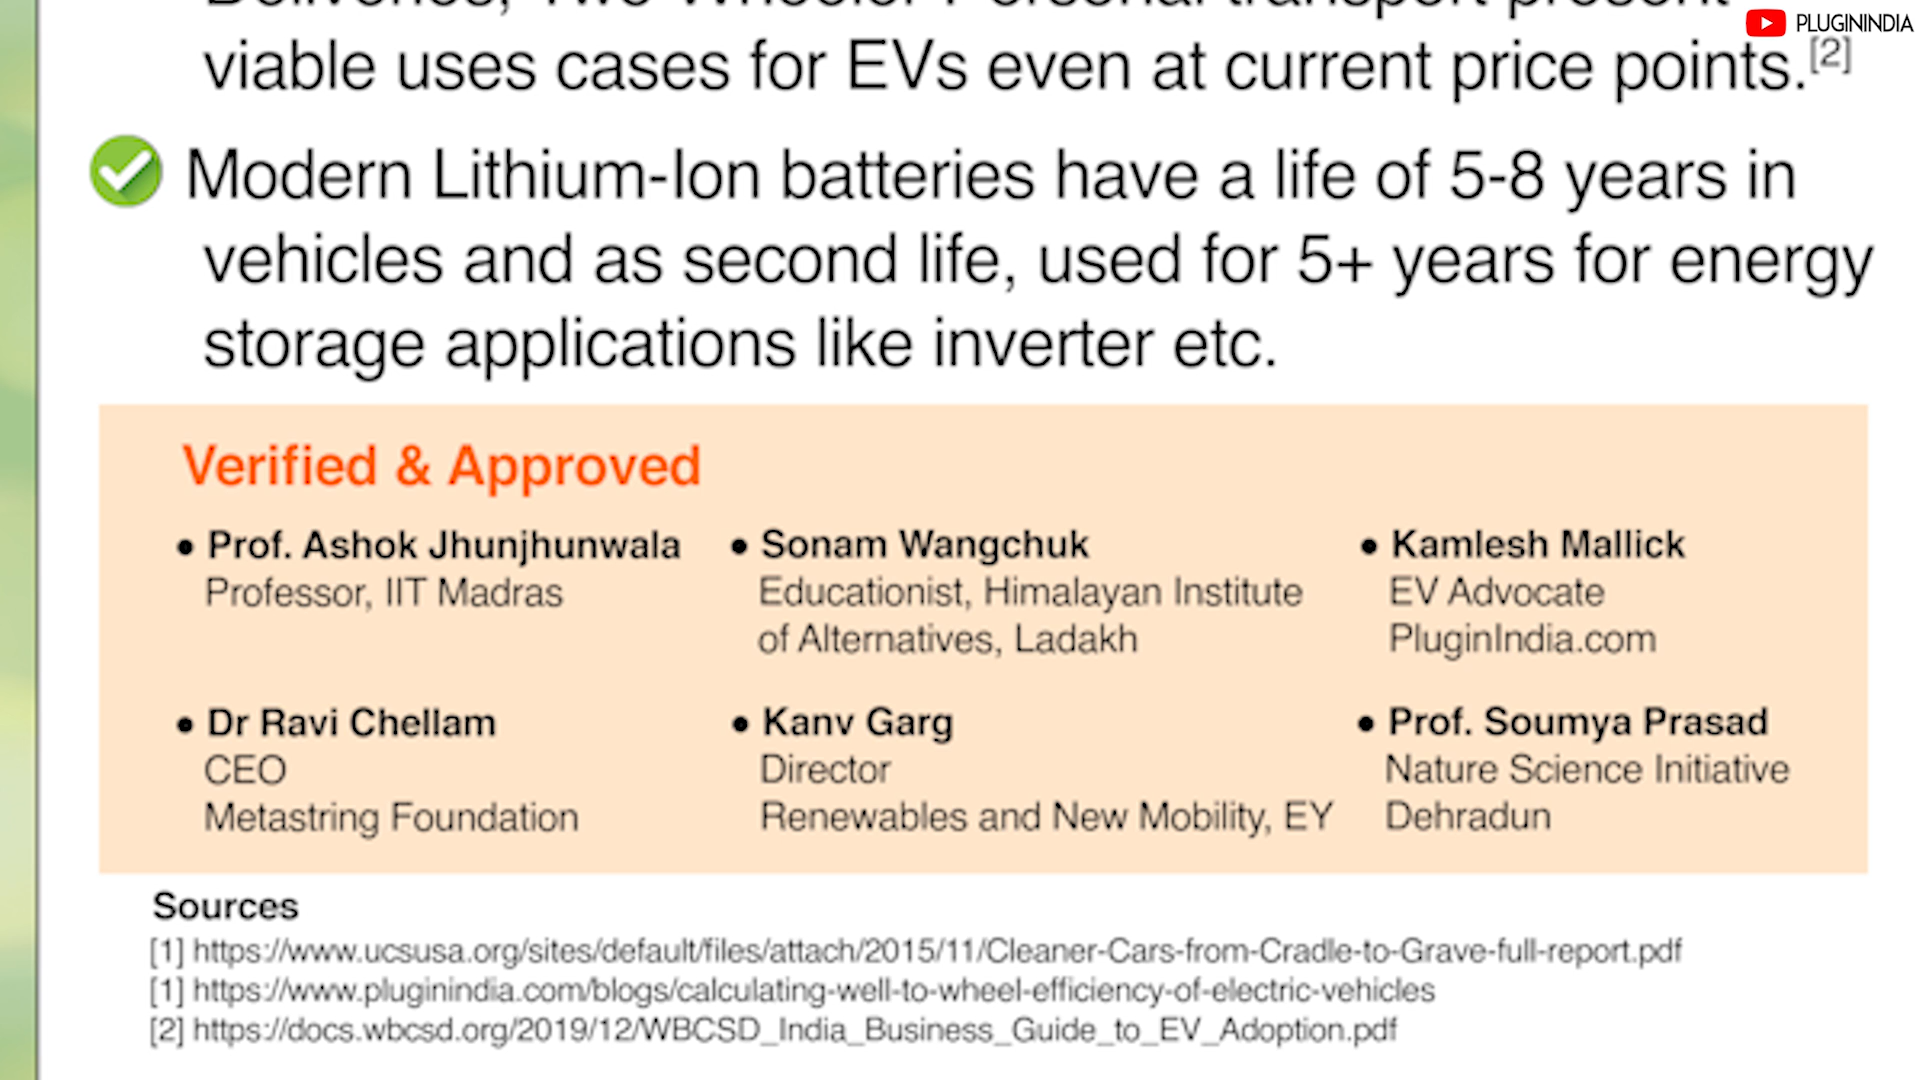 PLUGININDIA
Deliveries, Two Wheeler Personal transport present
viable uses cases for EVs even at current price points.[2]
Modern Lithium-Ion batteries have a life of 5-8 years in
vehicles and as second life, used for 5+ years for energy
storage applications like inverter etc.
Verified & Approved
• Prof. Ashok Jhunjhunwala
Professor, IIT Madras
• Sonam Wangchuk
Educationist, Himalayan Institute
of Alternatives, Ladakh
• Kamlesh Mallick
EV Advocate
PluginIndia.com
• Dr Ravi Chellam
CEO
Metastring Foundation
• Kanv Garg
Director
Renewables and New Mobility, EY
• Prof. Soumya Prasad
Nature Science Initiative
Dehradun
Sources
[1] https://www.ucsusa.org/sites/default/files/attach/2015/11/Cleaner-Cars-from-Cradle-to-Grave-full-report.pdf
[1] https://www.pluginindia.com/blogs/calculating-well-to-wheel-efficiency-of-electric-vehicles
[2] https://docs.wbcsd.org/2019/12/WBCSD_India_Business_Guide_to_EV_Adoption.pdf